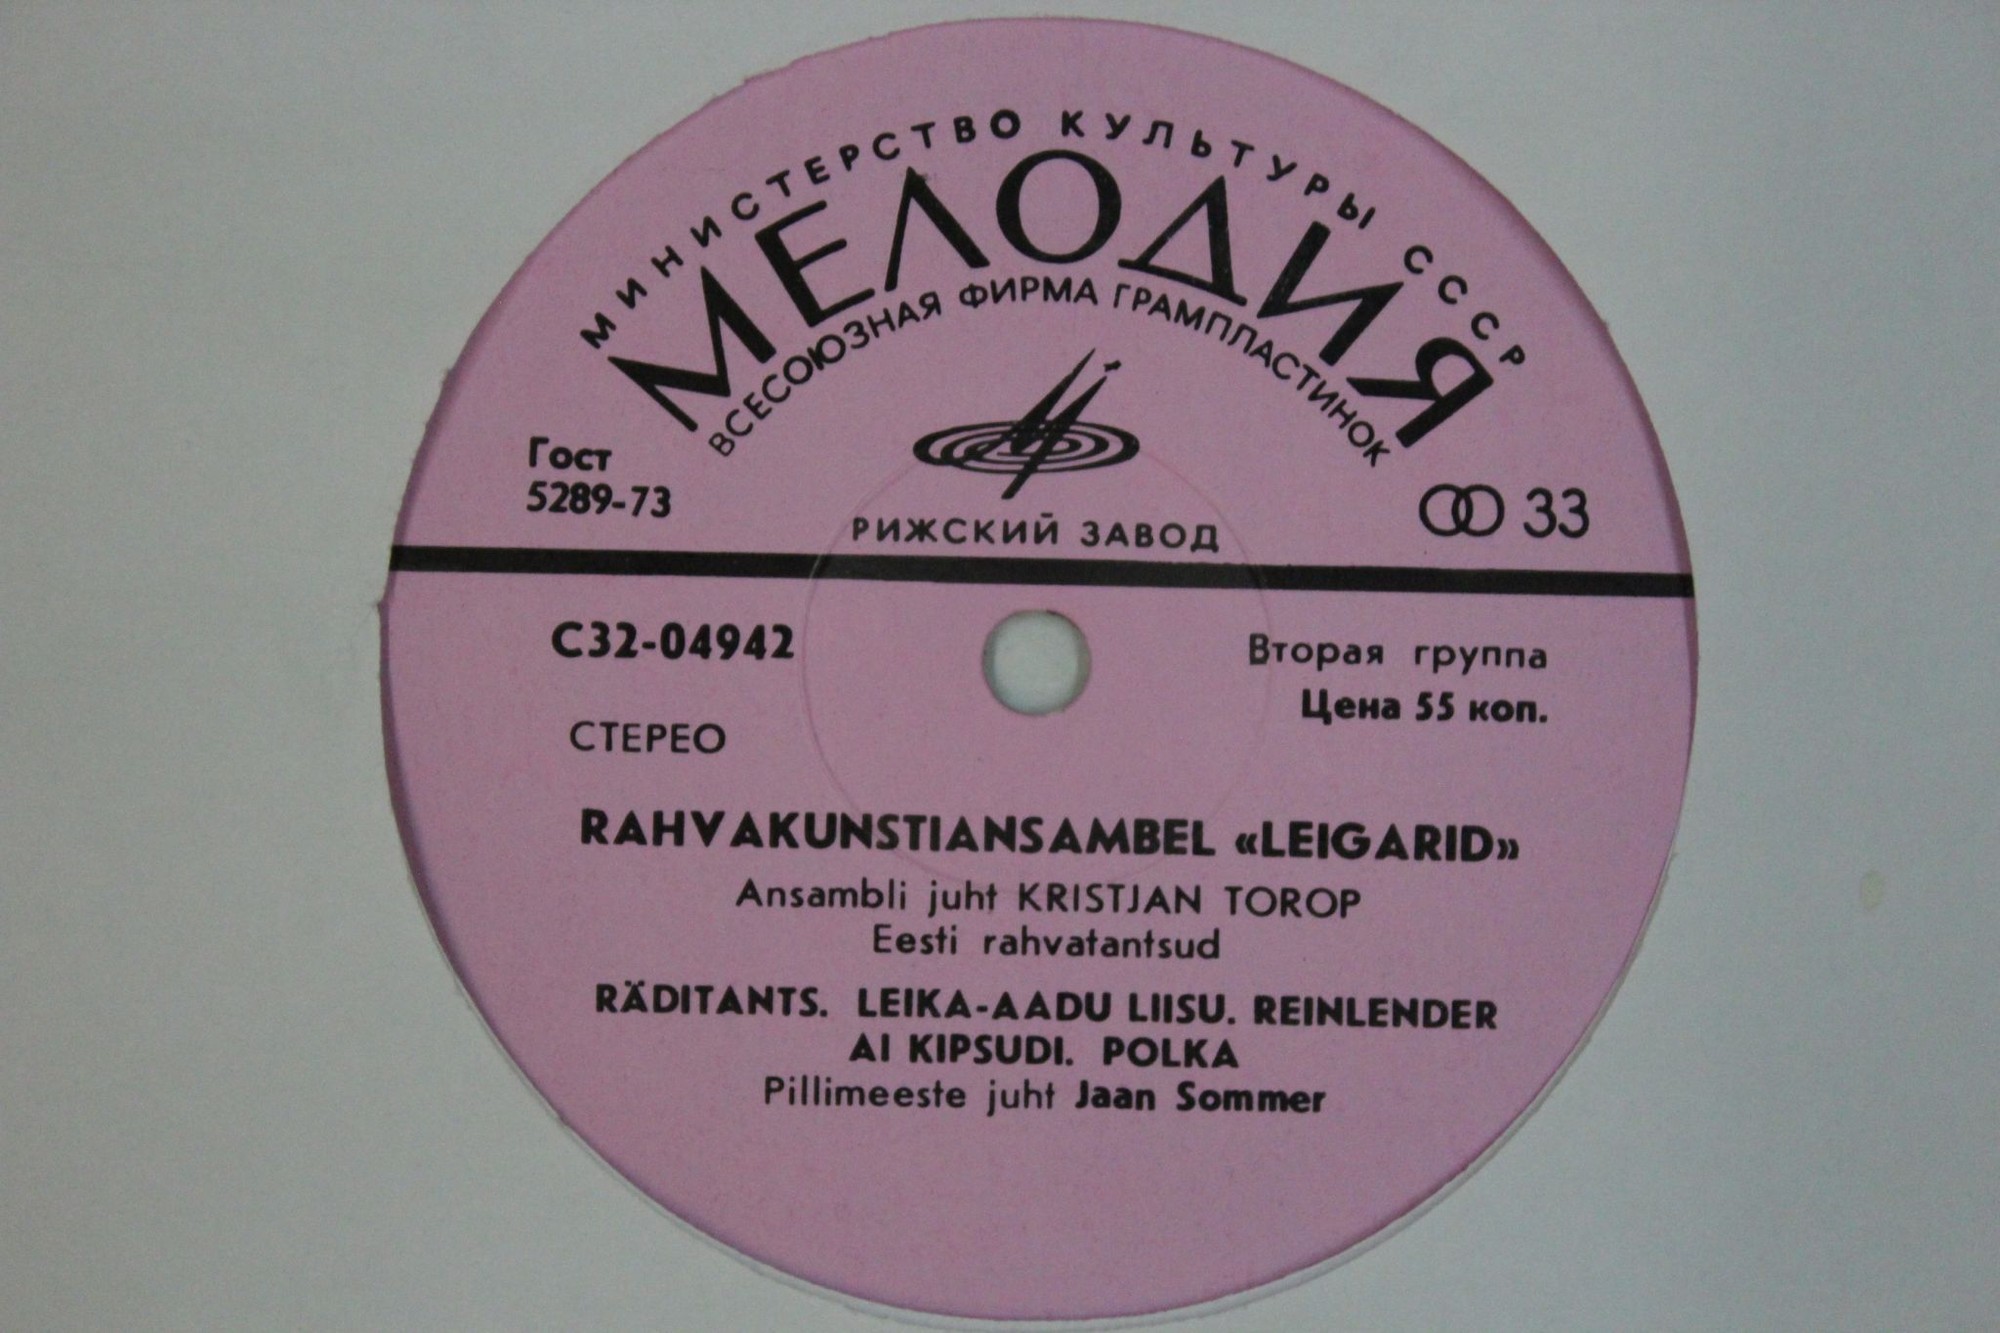 МИНИСТЕРСТВО КУЛЬТУРЫ СССР
МЕЛОДИЯ
ВСЕСОЮЗНАЯ ФИРМА ГРАМПЛАСТИНОК
Гост
5289-73
33
РИЖСКИЙ ЗАВОД
С32-04942
Вторая группа
Цена 55 коп.
СТЕРЕО
RAHVAKUNSTIANSAMBEL «LEIGARID»
Ansambli juht KRISTJAN TOROP
Eesti rahvatantsud
RÄDITANTS. LEIKA-AADU LIISU. REINLENDER
AI KIPSUDI. POLKA
Pillimeeste juht Jaan Sommer